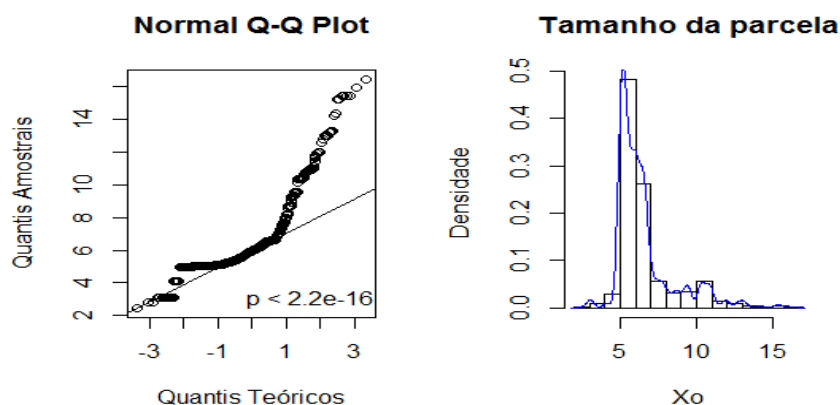 Normal Q-Q Plot
Quantis Amostrais
2 4 6 8 10 14
p < 2.2e-16
-3 -1 1 3
Quantis Teóricos
Tamanho da parcela
Densidade
0.0 0.1 0.2 0.3 0.4 0.5
5 10 15
Xo